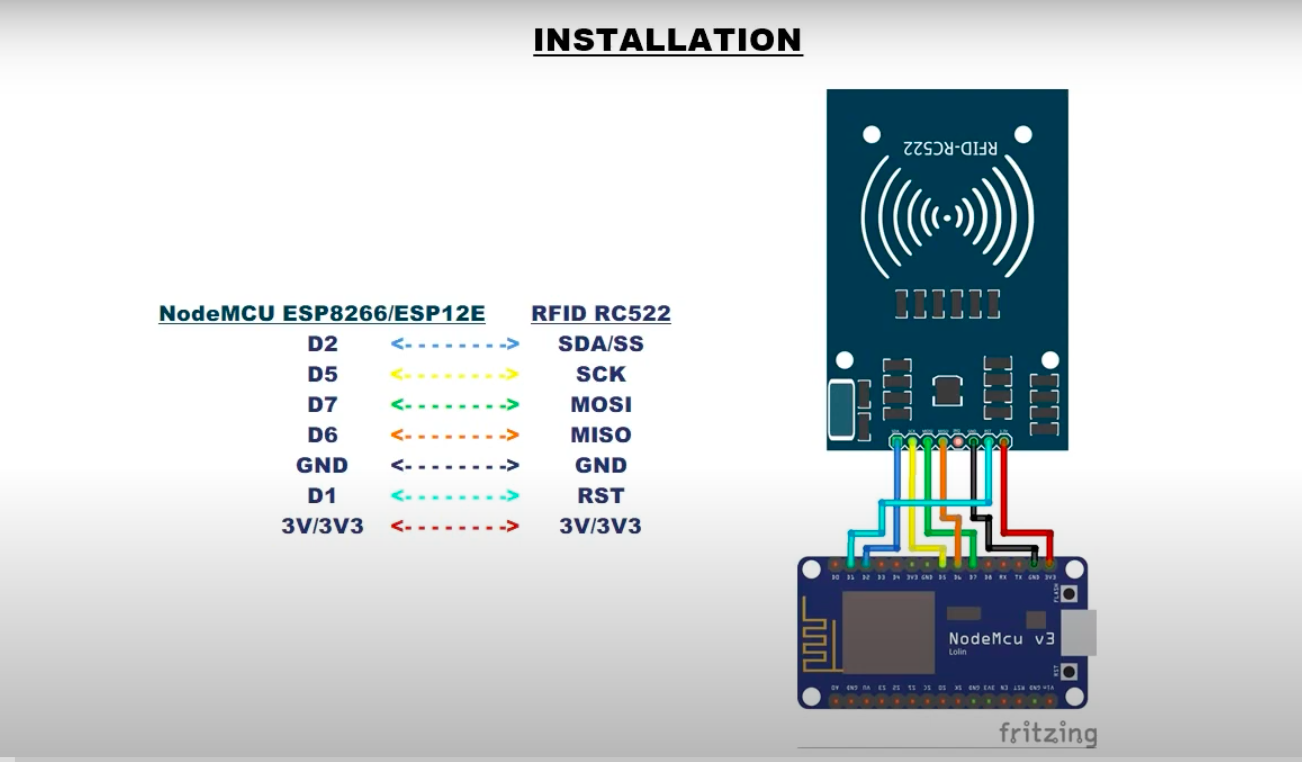 INSTALLATION
RFID-RC522
NodeMCU ESP8266/ESP12E RFID RC522
D2 <--------> SDA/SS
D5 <--------> SCK
D7 <--------> MOSI
D6 <--------> MISO
GND <--------> GND
D1 <--------> RST
3V/3V3 <--------> 3V/3V3
D0 D1 D2 D3 D4 3V3 GND D5 D6 D7 D8 RX TX GND 3V3
FLASH
NodeMcu v3
Lolin
RST
A0 GND VU S3 S2 S1 SC S0 SK GND 3V3 EN RST GND Vin
fritzing